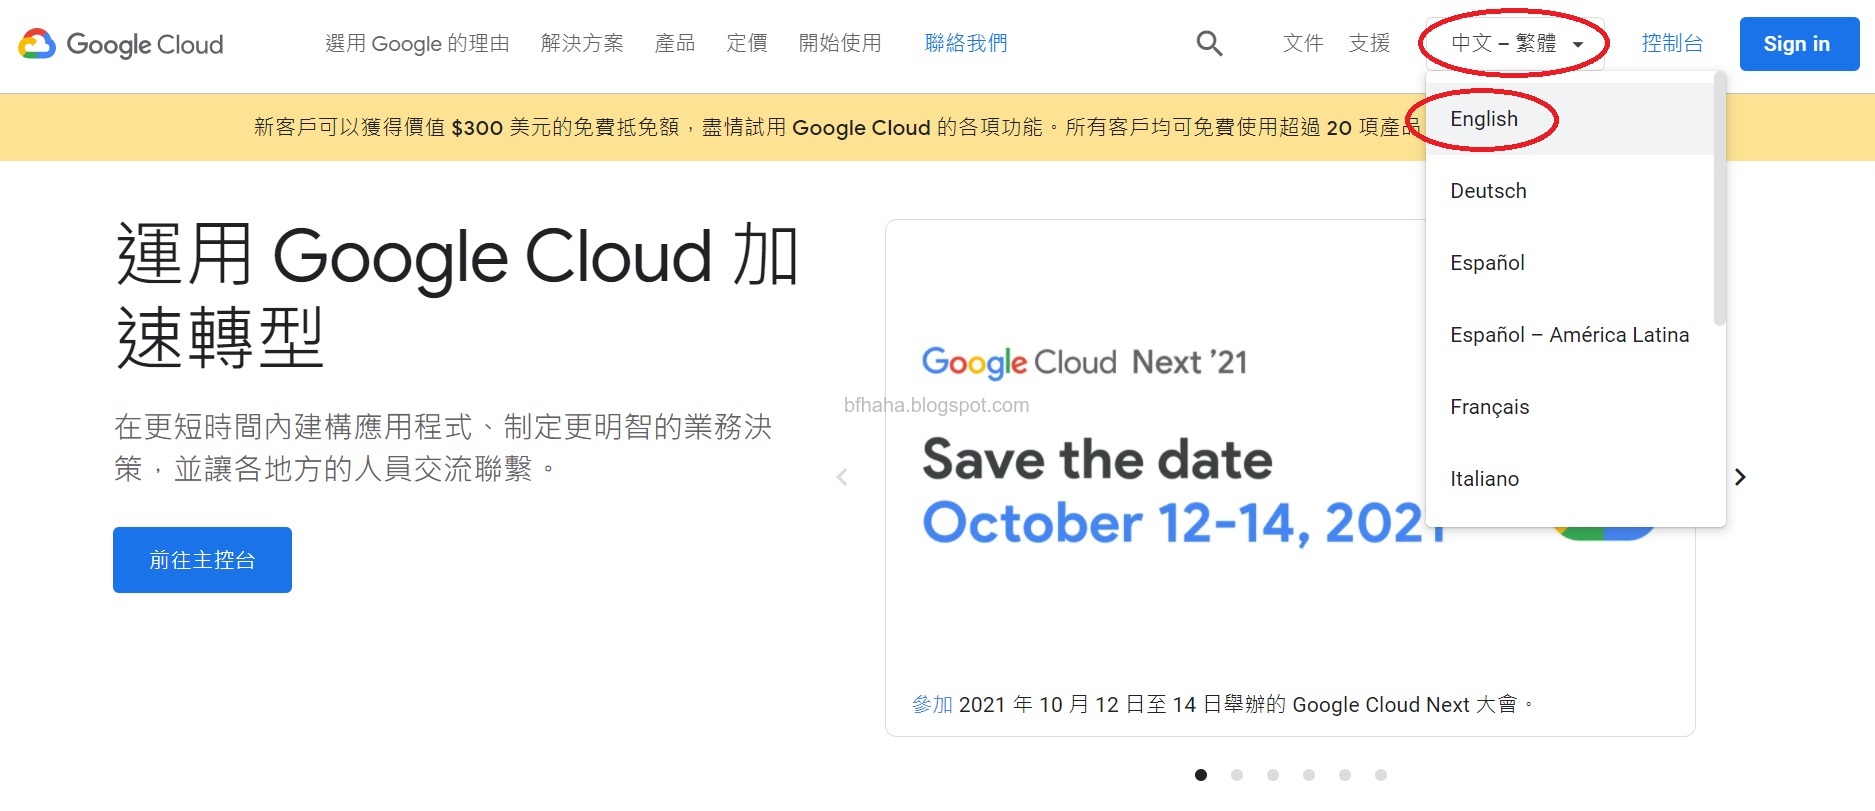 Google Cloud 選用 Google 的理由 解決方案 產品 定價 開始使用 聯絡我們 文件 支援 中文 – 繁體 控制台 Sign in
新客戶可以獲得價值 $300 美元的免費抵免額，盡情試用 Google Cloud 的各項功能。所有客戶均可免費使用超過 20 項產品
English
Deutsch
Español
Español – América Latina
Français
Italiano
運用 Google Cloud 加
速轉型
在更短時間內建構應用程式、制定更明智的業務決
策，並讓各地方的人員交流聯繫。
前往主控台
Google Cloud Next ’21
bfhaha.blogspot.com
Save the date
October 12-14, 2021
參加 2021 年 10 月 12 日至 14 日舉辦的 Google Cloud Next 大會。